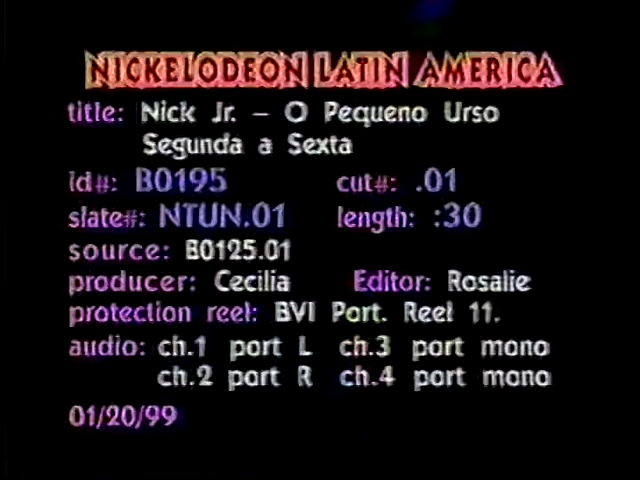 NICKELODEON LATIN AMERICA
title: Nick Jr. – O Pequeno Urso
Segunda a Sexta
id#: B0195 cut#: .01
slate#: NTUN.01 length: :30
source: B0125.01
producer: Cecilia Editor: Rosalie
protection reel: BVI Port. Reel 11.
audio: ch.1 port L ch.3 port mono
ch.2 port R ch.4 port mono
01/20/99